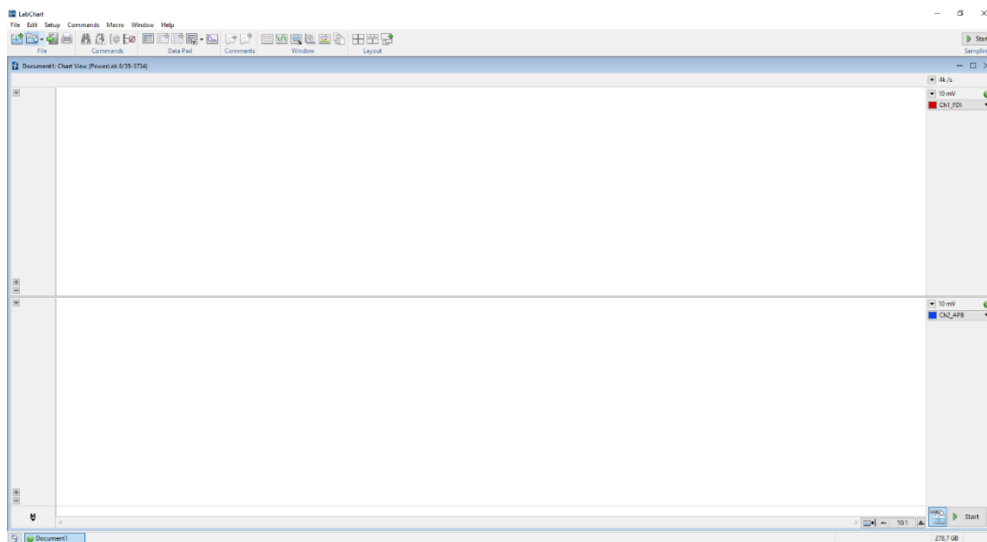 LabChart
File Edit Setup Commands Macro Window Help
Start
File Commands Data Pad Comments Window Layout Sampling
Document1: Chart View (PowerLab 8/35-3734)
4k /s
10 mV
Ch1_FDI
10 mV
Ch2_APB
10:1 Start
Document1 278,7 GB